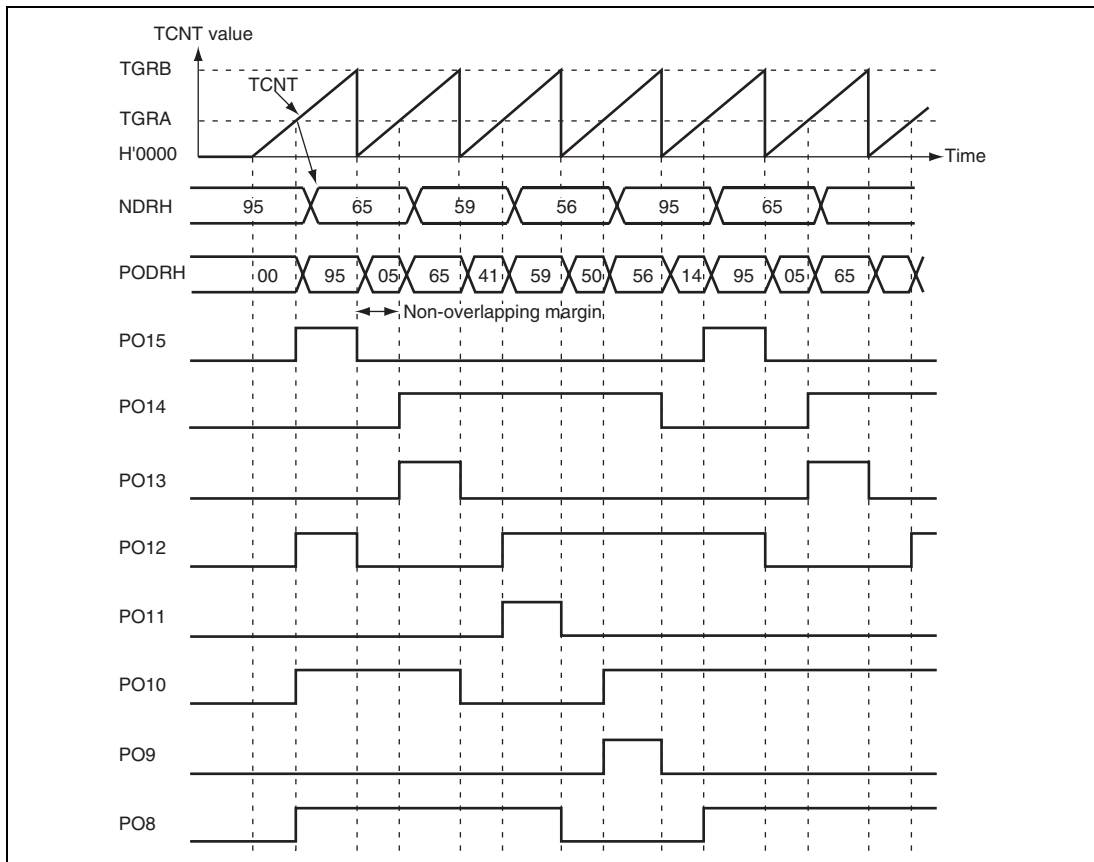 TCNT value
TGRB
TCNT
TGRA
H'0000
Time
NDRH 95 65 59 56 95 65
PODRH 00 95 05 65 41 59 50 56 14 95 05 65
Non-overlapping margin
PO15
PO14
PO13
PO12
PO11
PO10
PO9
PO8